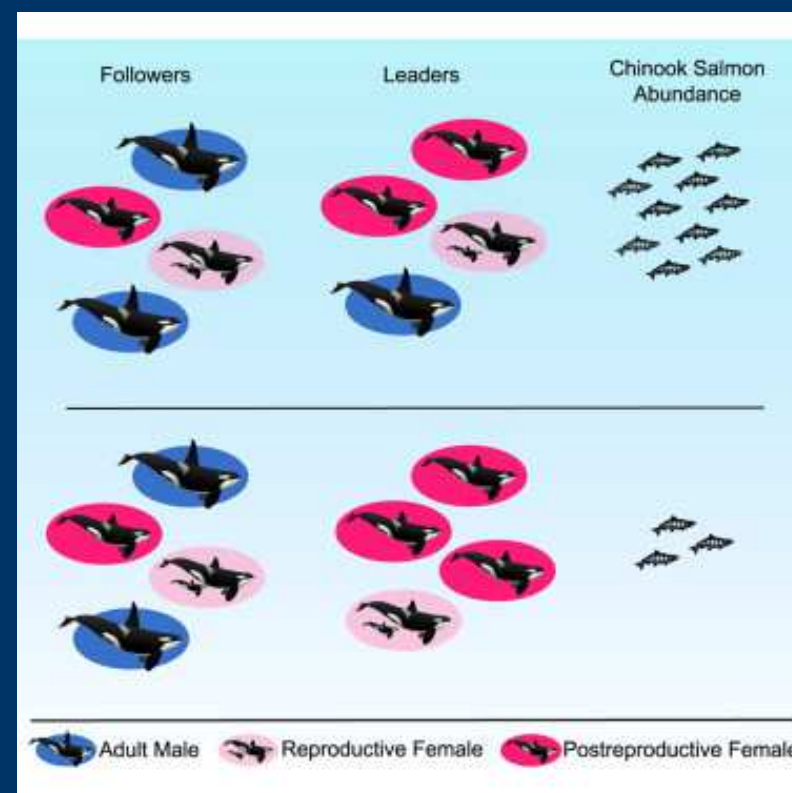 Followers
Leaders
Chinook Salmon
Abundance
Adult Male
Reproductive Female
Postreproductive Female